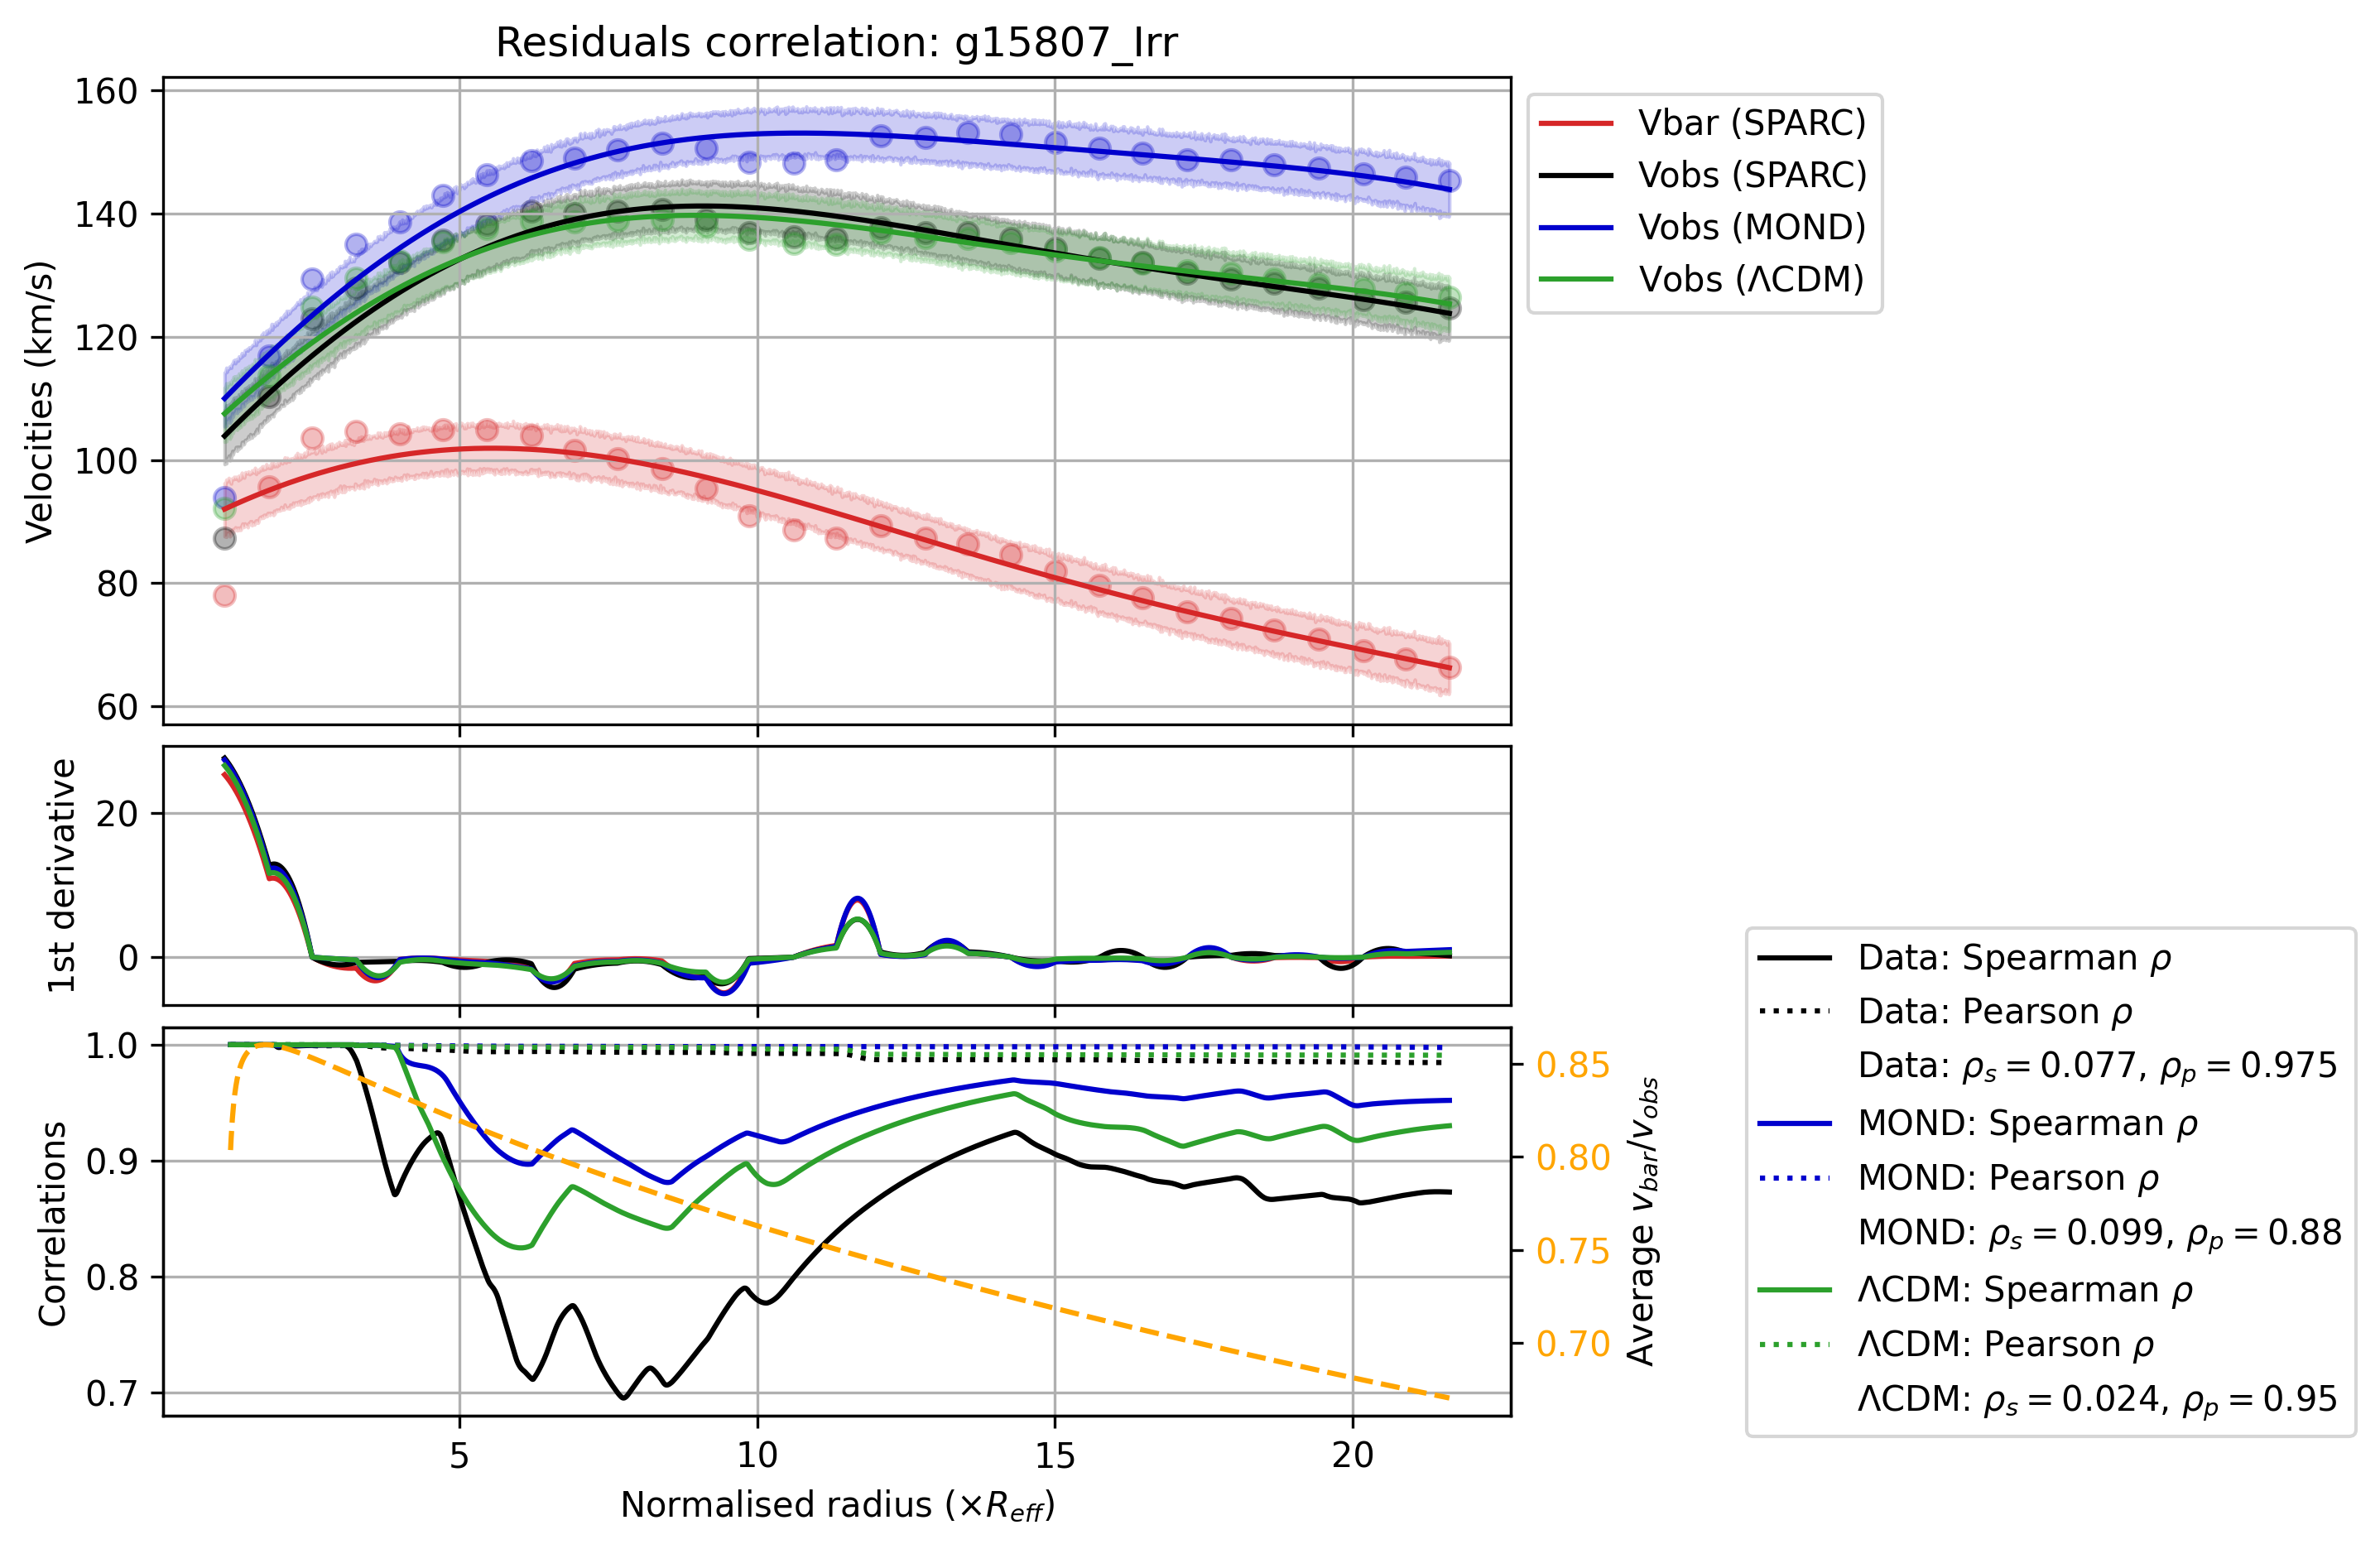 Residuals correlation: g15807_Irr
Velocities (km/s)
160
140
120
100
80
60
Vbar (SPARC)
Vobs (SPARC)
Vobs (MOND)
Vobs (ΛCDM)
1st derivative
20
0
Correlations
1.0
0.9
0.8
0.7
0.85
0.80
0.75
0.70
Average v_bar/v_obs
5 10 15 20
Normalised radius (×R_eff)
Data: Spearman ρ
Data: Pearson ρ
Data: ρ_s = 0.077, ρ_p = 0.975
MOND: Spearman ρ
MOND: Pearson ρ
MOND: ρ_s = 0.099, ρ_p = 0.88
ΛCDM: Spearman ρ
ΛCDM: Pearson ρ
ΛCDM: ρ_s = 0.024, ρ_p = 0.95